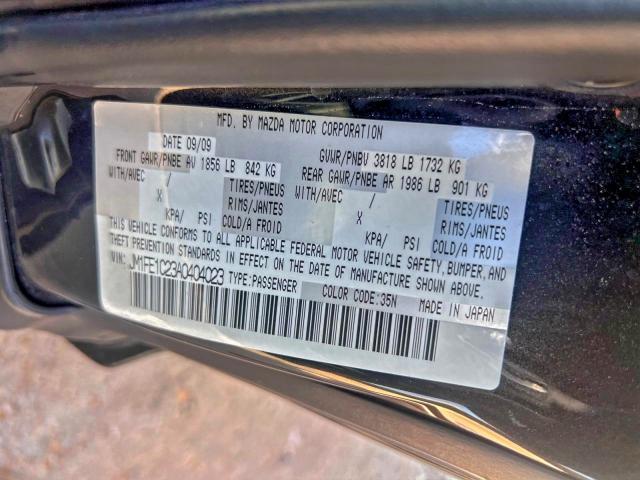 MFD. BY MAZDA MOTOR CORPORATION
DATE 09/09 GVWR/PNBV 3818 LB 1732 KG
FRONT GAWR/PNBE AV 1856 LB 842 KG REAR GAWR/PNBE AR 1986 LB 901 KG
WITH/AVEC / TIRES/PNEUS WITH/AVEC / TIRES/PNEUS
X RIMS/JANTES X RIMS/JANTES
KPA/ PSI COLD/A FROID KPA/ PSI COLD/A FROID
THIS VEHICLE CONFORMS TO ALL APPLICABLE FEDERAL MOTOR VEHICLE SAFETY, BUMPER, AND
THEFT PREVENTION STANDARDS IN EFFECT ON THE DATE OF MANUFACTURE SHOWN ABOVE.
VIN: JM1FE1C23A0404023 TYPE:PASSENGER COLOR CODE:35N MADE IN JAPAN